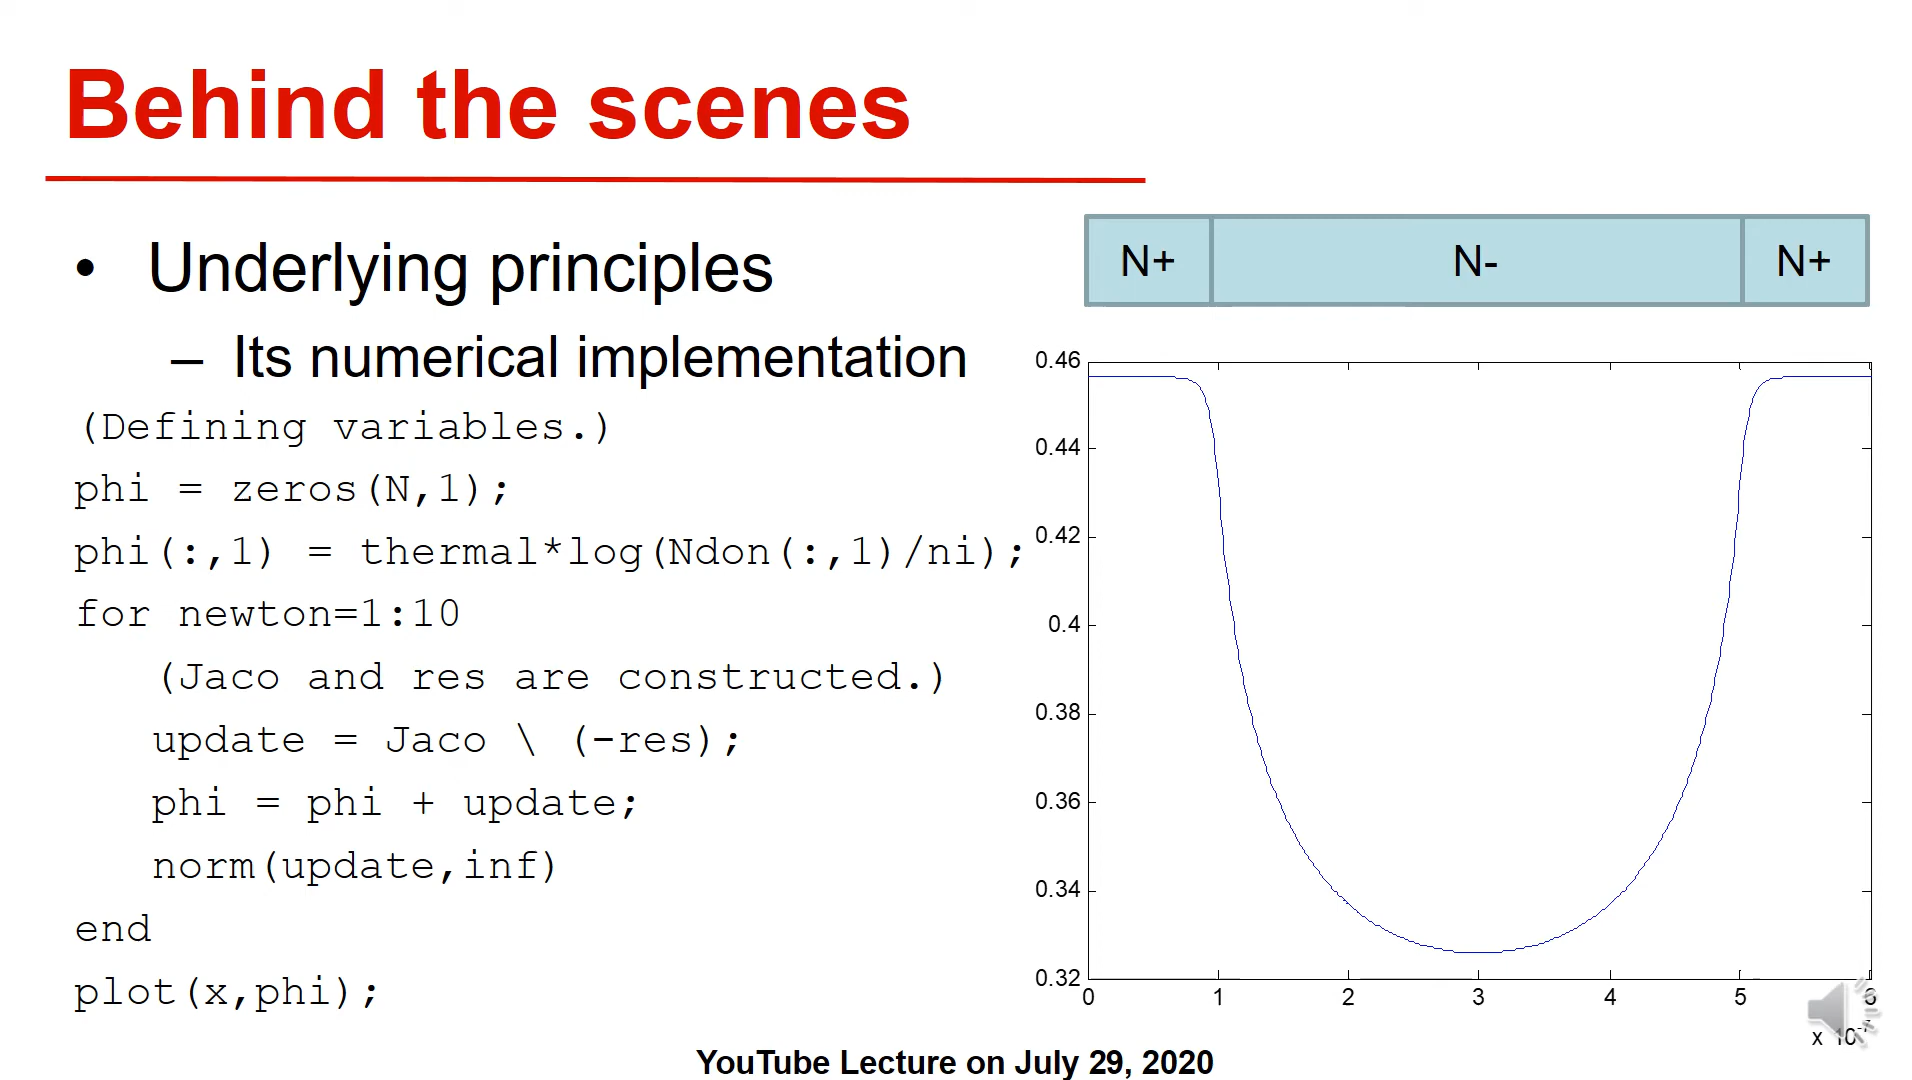 Behind the scenes
• Underlying principles
– Its numerical implementation
(Defining variables.)
phi = zeros(N,1);
phi(:,1) = thermal*log(Ndon(:,1)/ni);
for newton=1:10
(Jaco and res are constructed.)
update = Jaco \ (-res);
phi = phi + update;
norm(update,inf)
end
plot(x,phi);
N+ N- N+
0.46
0.44
0.42
0.4
0.38
0.36
0.34
0.32
0 1 2 3 4 5
x 10
YouTube Lecture on July 29, 2020